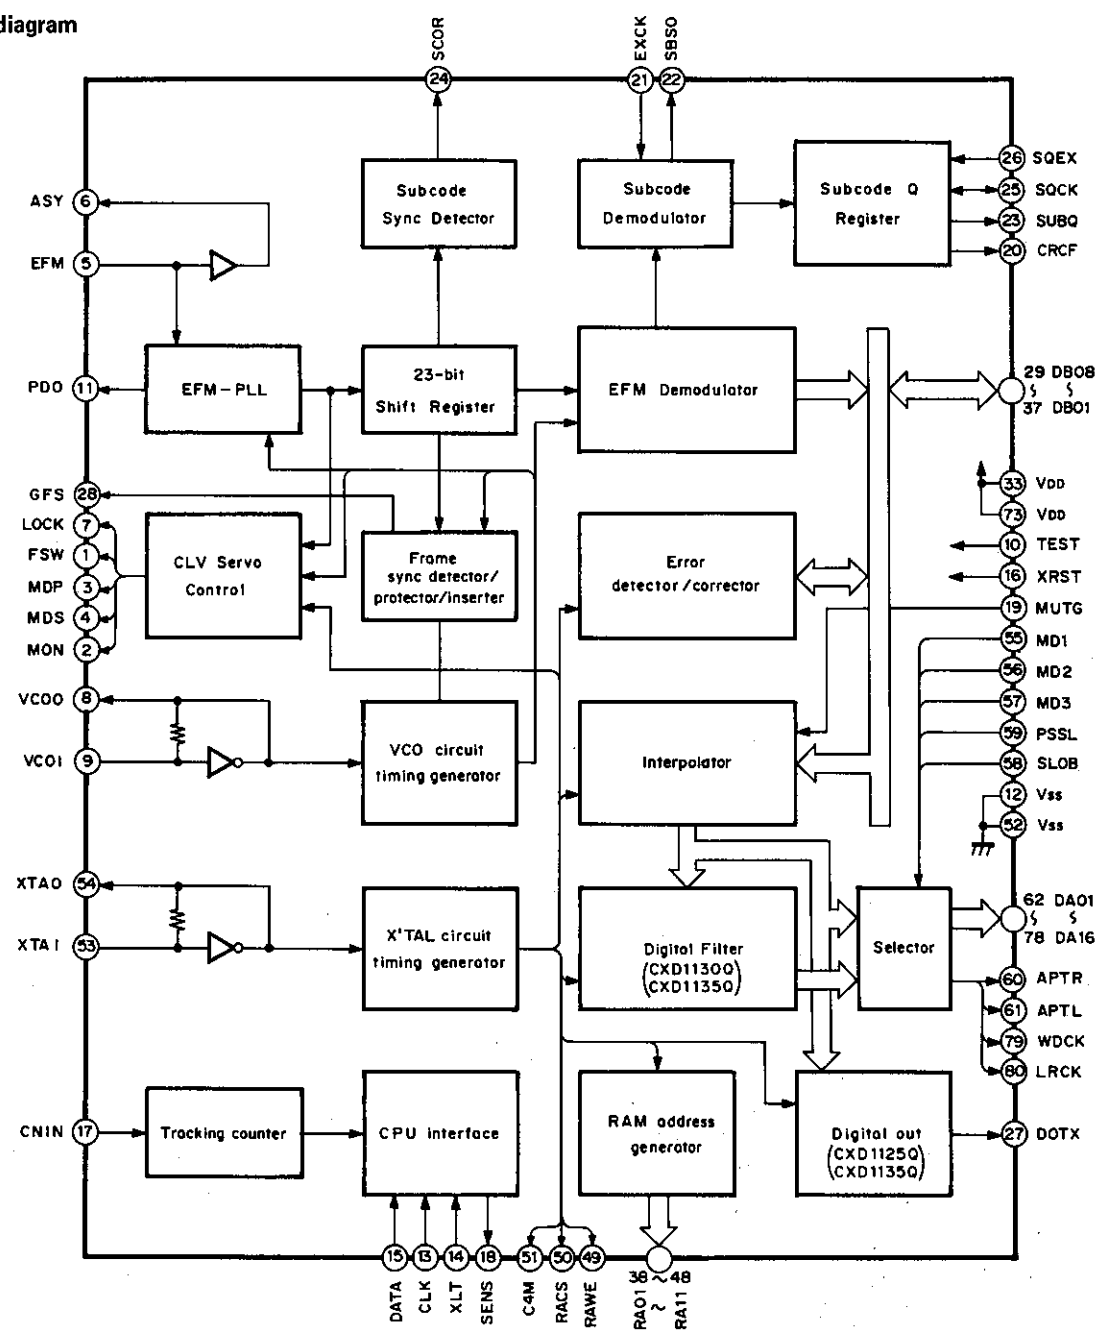 diagram
SCOR
24
EXCK
21
SBSO
22
Subcode
Sync Detector
Subcode
Demodulator
Subcode Q
Register
26 SQEX
25 SQCK
23 SUBQ
20 CRCF
ASY 6
EFM 5
PDO 11
EFM-PLL
23-bit
Shift Register
EFM Demodulator
29 DB08
37 DB01
GFS 28
LOCK 7
FSW 1
MDP 3
MDS 4
MON 2
CLV Servo
Control
Frame
sync detector/
protector/inserter
Error
detector/corrector
33 VDD
73 VDD
10 TEST
16 XRST
19 MUTG
55 MD1
56 MD2
57 MD3
59 PSSL
58 SLOB
12 Vss
52 Vss
VCOO 8
VCOI 9
VCO circuit
timing generator
Interpolator
XTAO 54
XTAI 53
X'TAL circuit
timing generator
Digital Filter
(CXD1130Q)
(CXD1135Q)
Selector
62 DA01
78 DA16
60 APTR
61 APTL
79 WDCK
80 LRCK
CNIN 17
Tracking counter
CPU interface
RAM address
generator
Digital out
(CXD1125Q)
(CXD1135Q)
27 DOTX
15
DATA
13
CLK
14
XLT
18
SENS
51
C4M
50
RACS
49
RAWE
38 ~ 48
RA01 ~ RA11